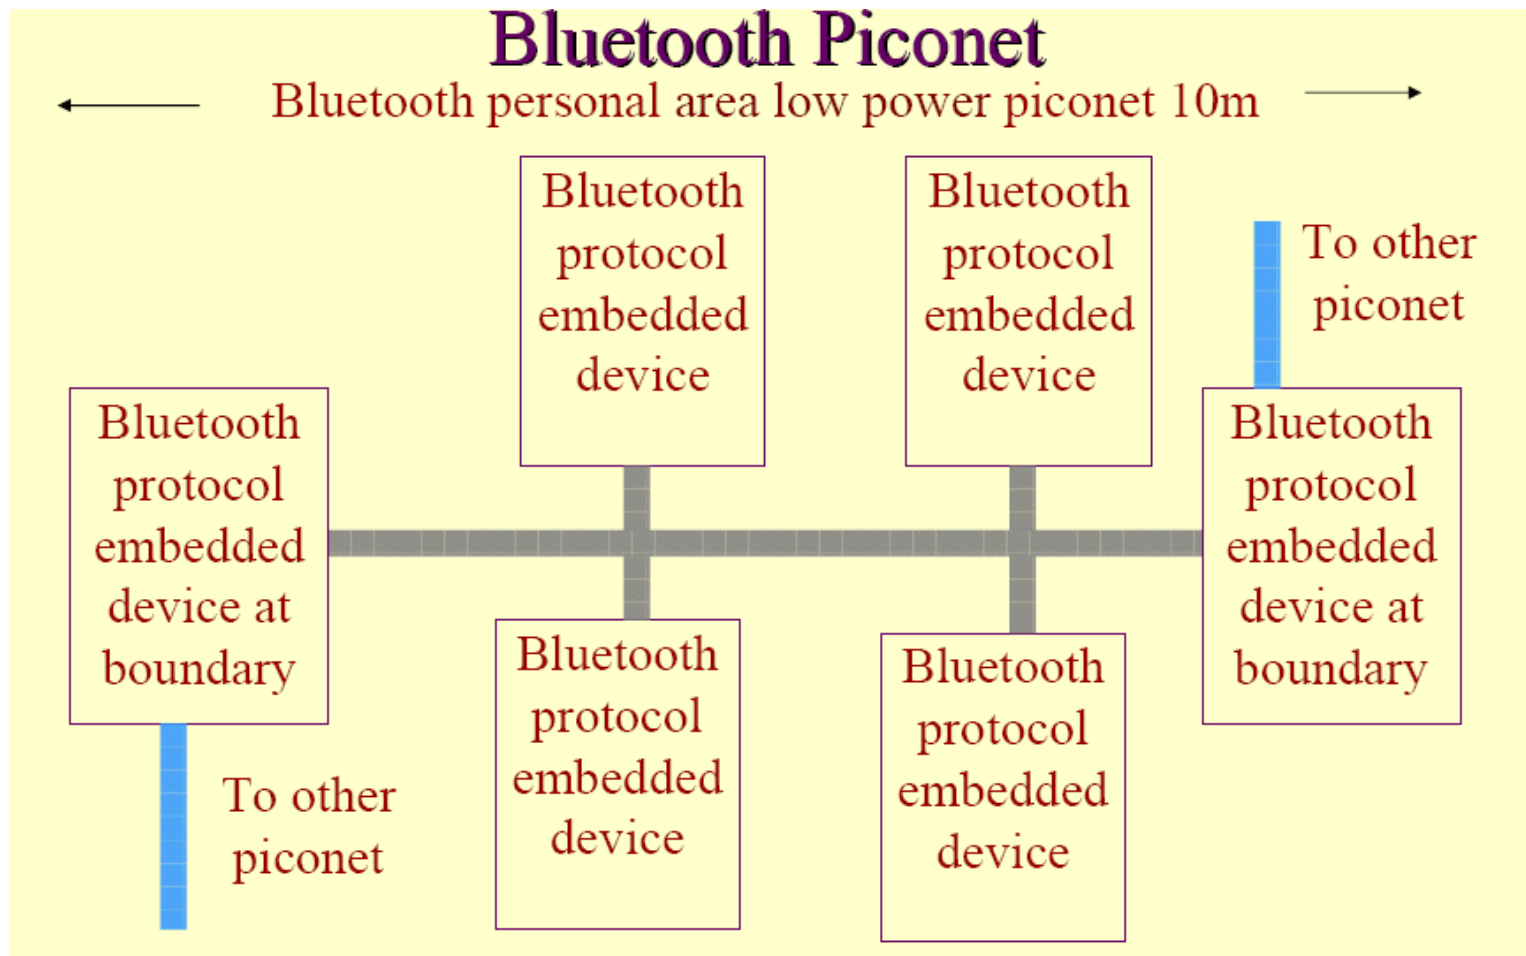 Bluetooth Piconet
Bluetooth personal area low power piconet 10m
Bluetooth
protocol
embedded
device
Bluetooth
protocol
embedded
device
To other
piconet
Bluetooth
protocol
embedded
device at
boundary
Bluetooth
protocol
embedded
device at
boundary
Bluetooth
protocol
embedded
device
Bluetooth
protocol
embedded
device
To other
piconet